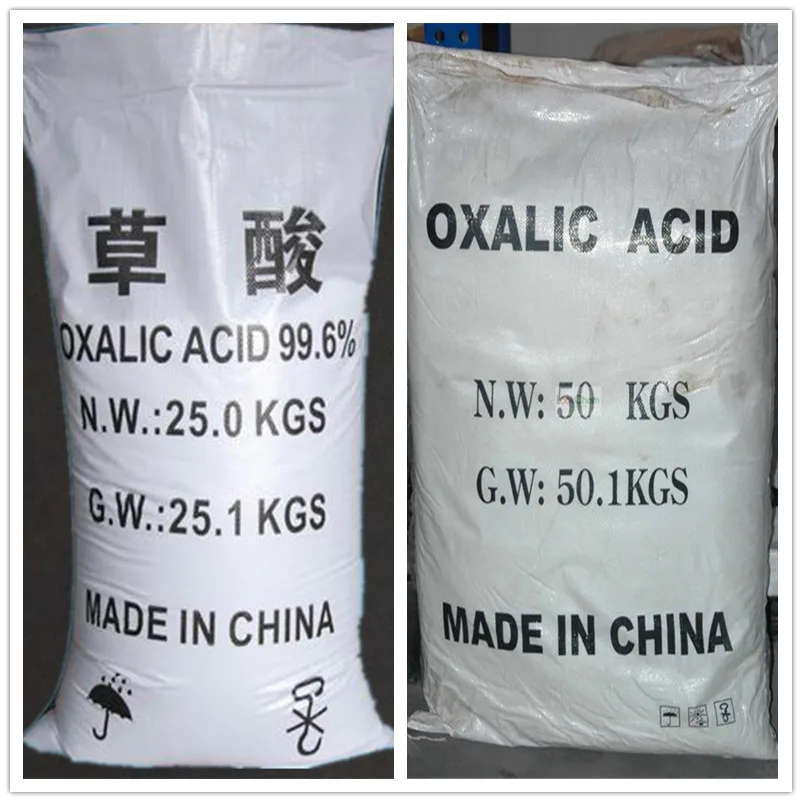 草 酸
OXALIC ACID 99.6%
N.W.:25.0 KGS
G.W.:25.1 KGS
MADE IN CHINA
OXALIC ACID
N.W: 50 KGS
G.W: 50.1KGS
MADE IN CHINA